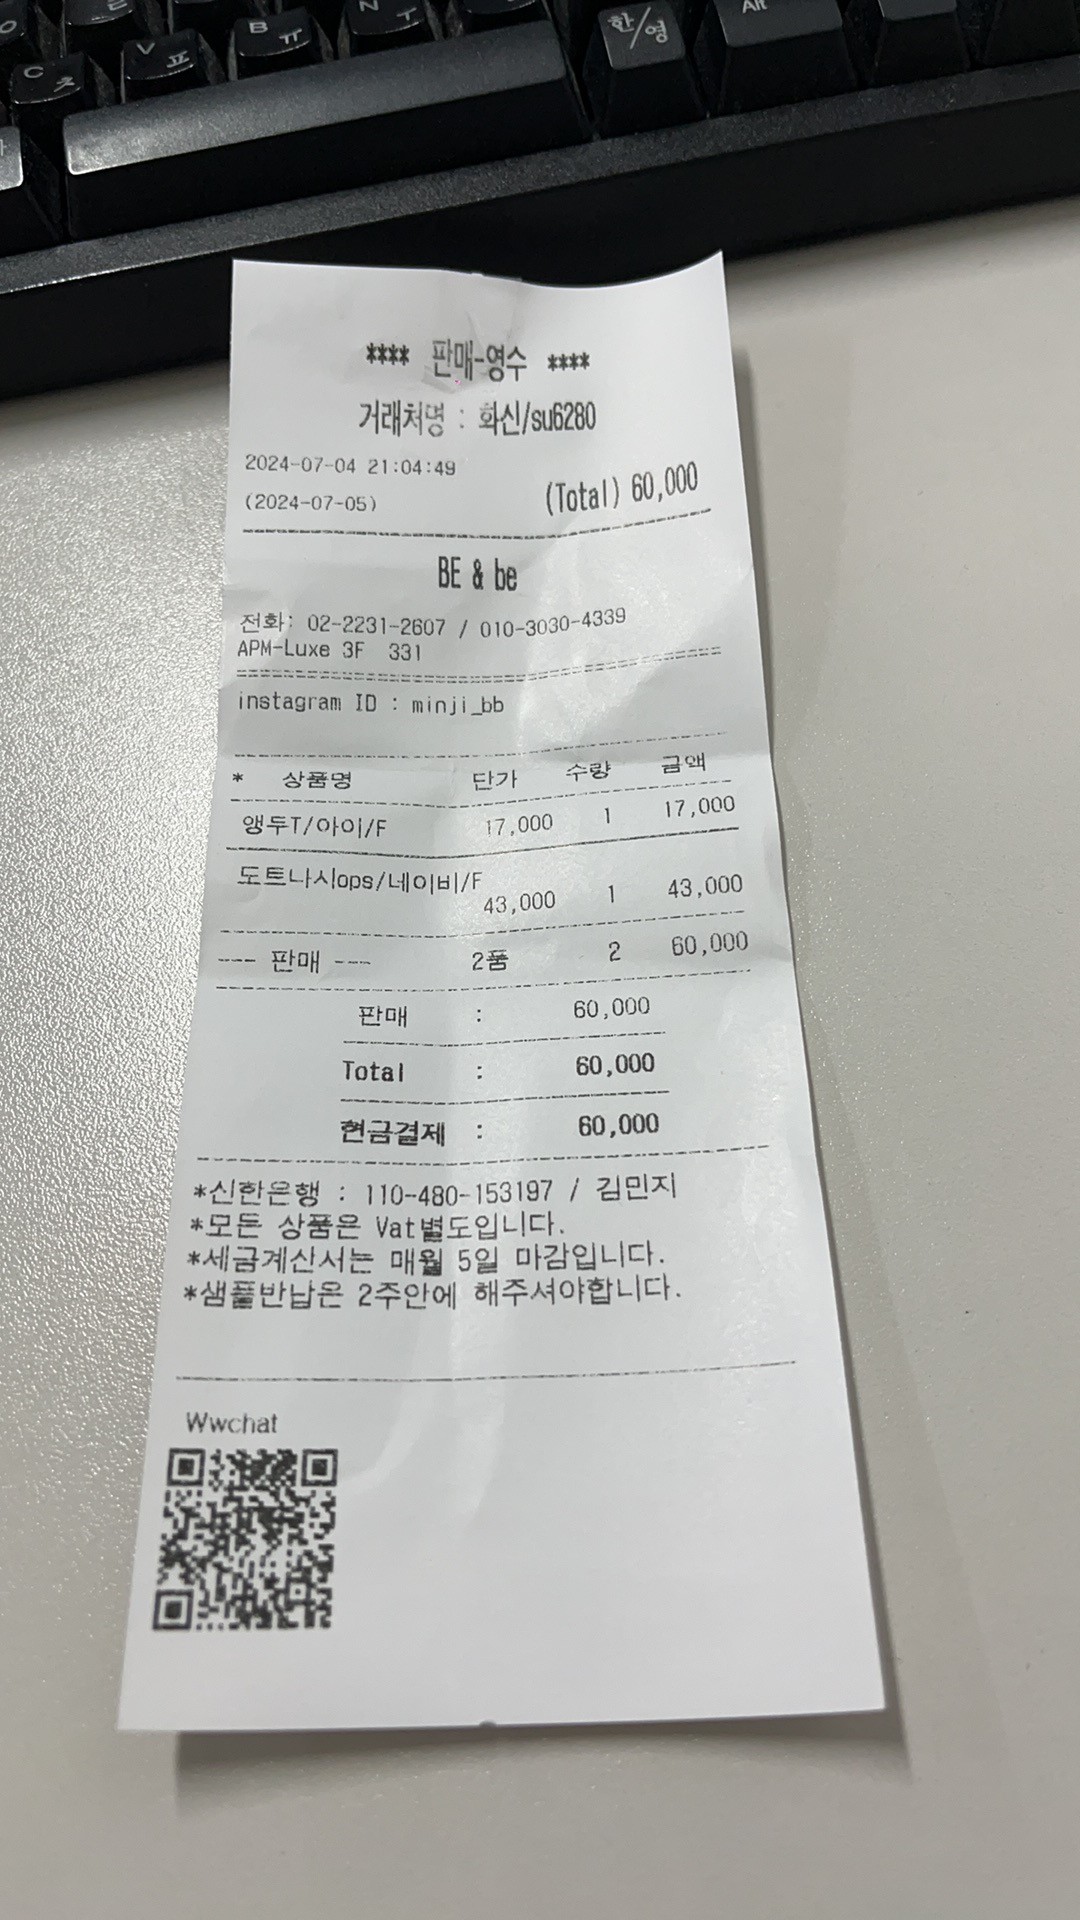 C ㅊ
V ㅍ
B ㅠ
N ㅜ
한/영
Alt
**** 판매-영수 ****
거래처명 : 화신/su6280
2024-07-04 21:04:49
(2024-07-05)
(Total) 60,000
BE & be
전화: 02-2231-2607 / 010-3030-4339
APM-Luxe 3F 331
instagram ID : minji_bb
* 상품명 단가 수량 금액
앵두T/아이/F 17,000 1 17,000
도트나시ops/네이비/F
43,000 1 43,000
--- 판매 --- 2품 2 60,000
판매 : 60,000
Total : 60,000
현금결제 : 60,000
*신한은행 : 110-480-153197 / 김민지
*모든 상품은 Vat별도입니다.
*세금계산서는 매월 5일 마감입니다.
*샘플반납은 2주안에 해주셔야합니다.
Wwchat